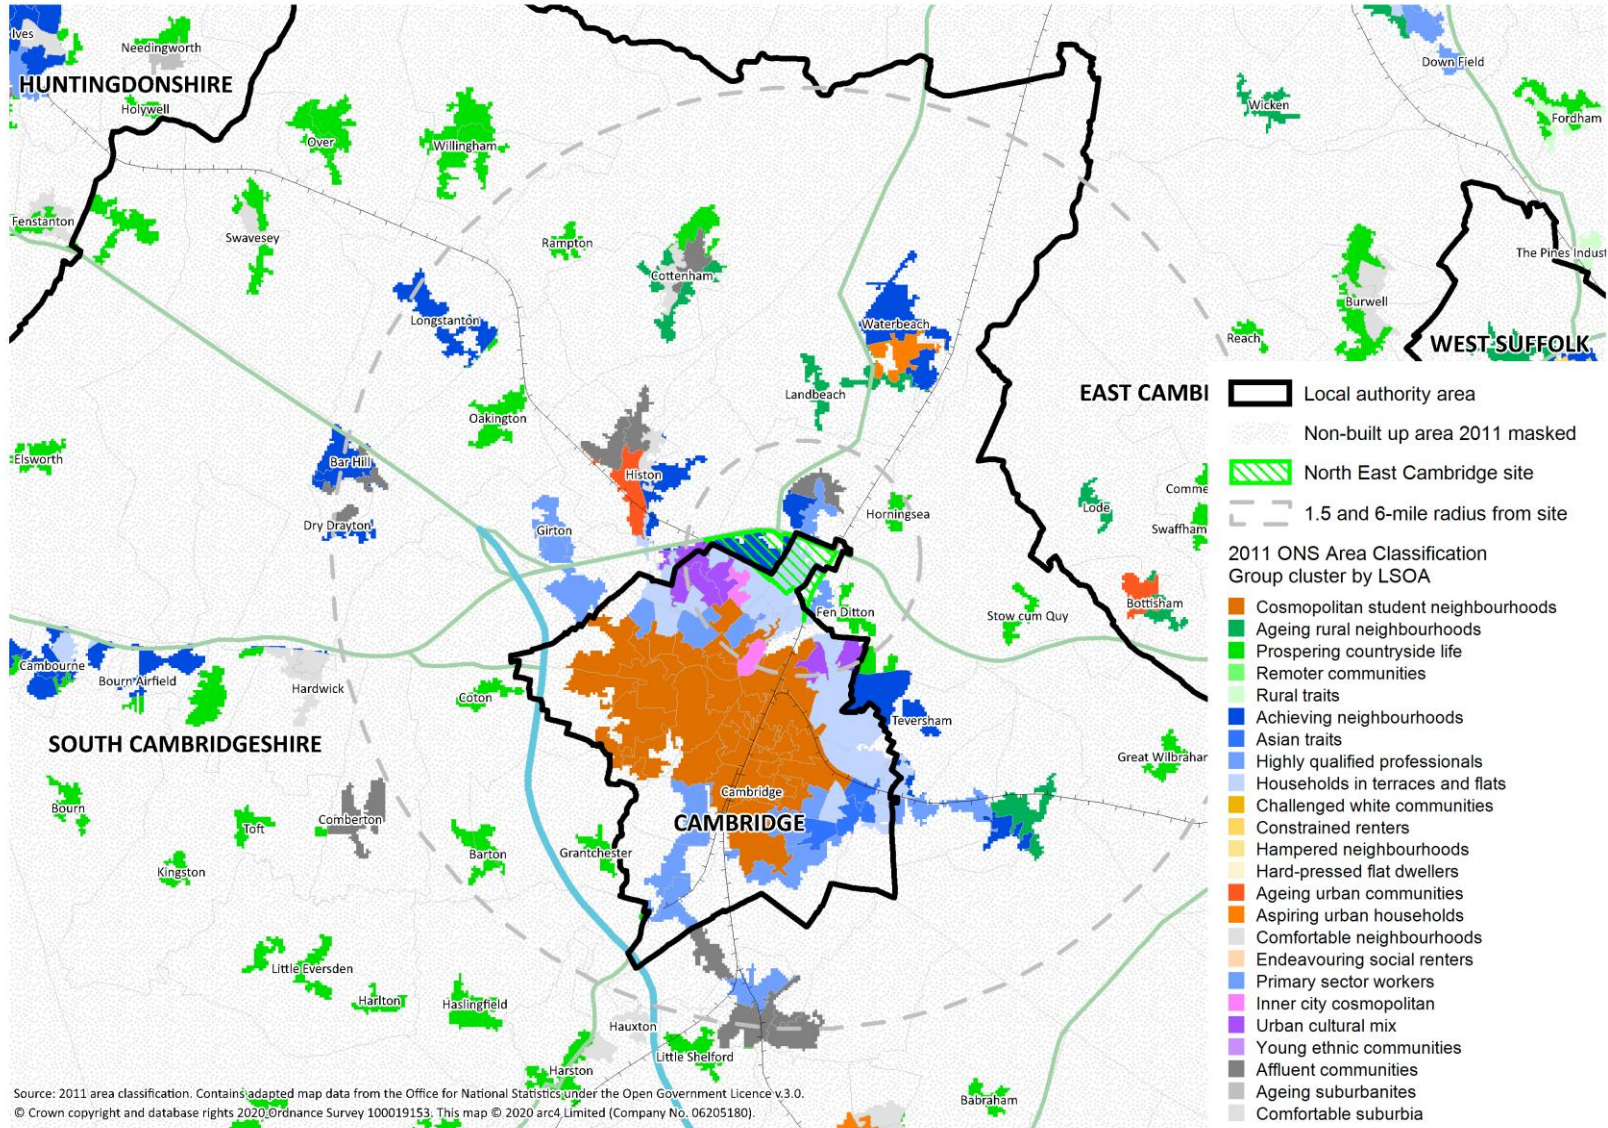 Ives
Needingworth
HUNTINGDONSHIRE
Holywell
Over
Willingham
Down Field
Wicken
Fordham
Fenstanton
Swavesey
Rampton
Cottenham
WEST SUFFOLK
The Pines Indust
Burwell
Reach
Longstanton
Waterbeach
Landbeach
EAST CAMBI
Oakington
Elsworth
Bar Hill
Histon
Dry Drayton
Girton
Horningsea
Lode
Comme
Swaffham
Bottisham
Fen Ditton
Stow cum Quy
Cambourne
Bourn Airfield
Hardwick
Coton
Teversham
SOUTH CAMBRIDGESHIRE
Great Wilbrahar
Bourn
Toft
Comberton
Cambridge
CAMBRIDGE
Barton
Grantchester
Kingston
Little Eversden
Harlton
Haslingfield
Hauxton
Little Shelford
Harston
Babraham
Local authority area
Non-built up area 2011 masked
North East Cambridge site
1.5 and 6-mile radius from site
2011 ONS Area Classification
Group cluster by LSOA
Cosmopolitan student neighbourhoods
Ageing rural neighbourhoods
Prospering countryside life
Remoter communities
Rural traits
Achieving neighbourhoods
Asian traits
Highly qualified professionals
Households in terraces and flats
Challenged white communities
Constrained renters
Hampered neighbourhoods
Hard-pressed flat dwellers
Ageing urban communities
Aspiring urban households
Comfortable neighbourhoods
Endeavouring social renters
Primary sector workers
Inner city cosmopolitan
Urban cultural mix
Young ethnic communities
Affluent communities
Ageing suburbanites
Comfortable suburbia
Source: 2011 area classification. Contains adapted map data from the Office for National Statistics under the Open Government Licence v.3.0.
© Crown copyright and database rights 2020 Ordnance Survey 100019153. This map © 2020 arc4 Limited (Company No. 06205180).